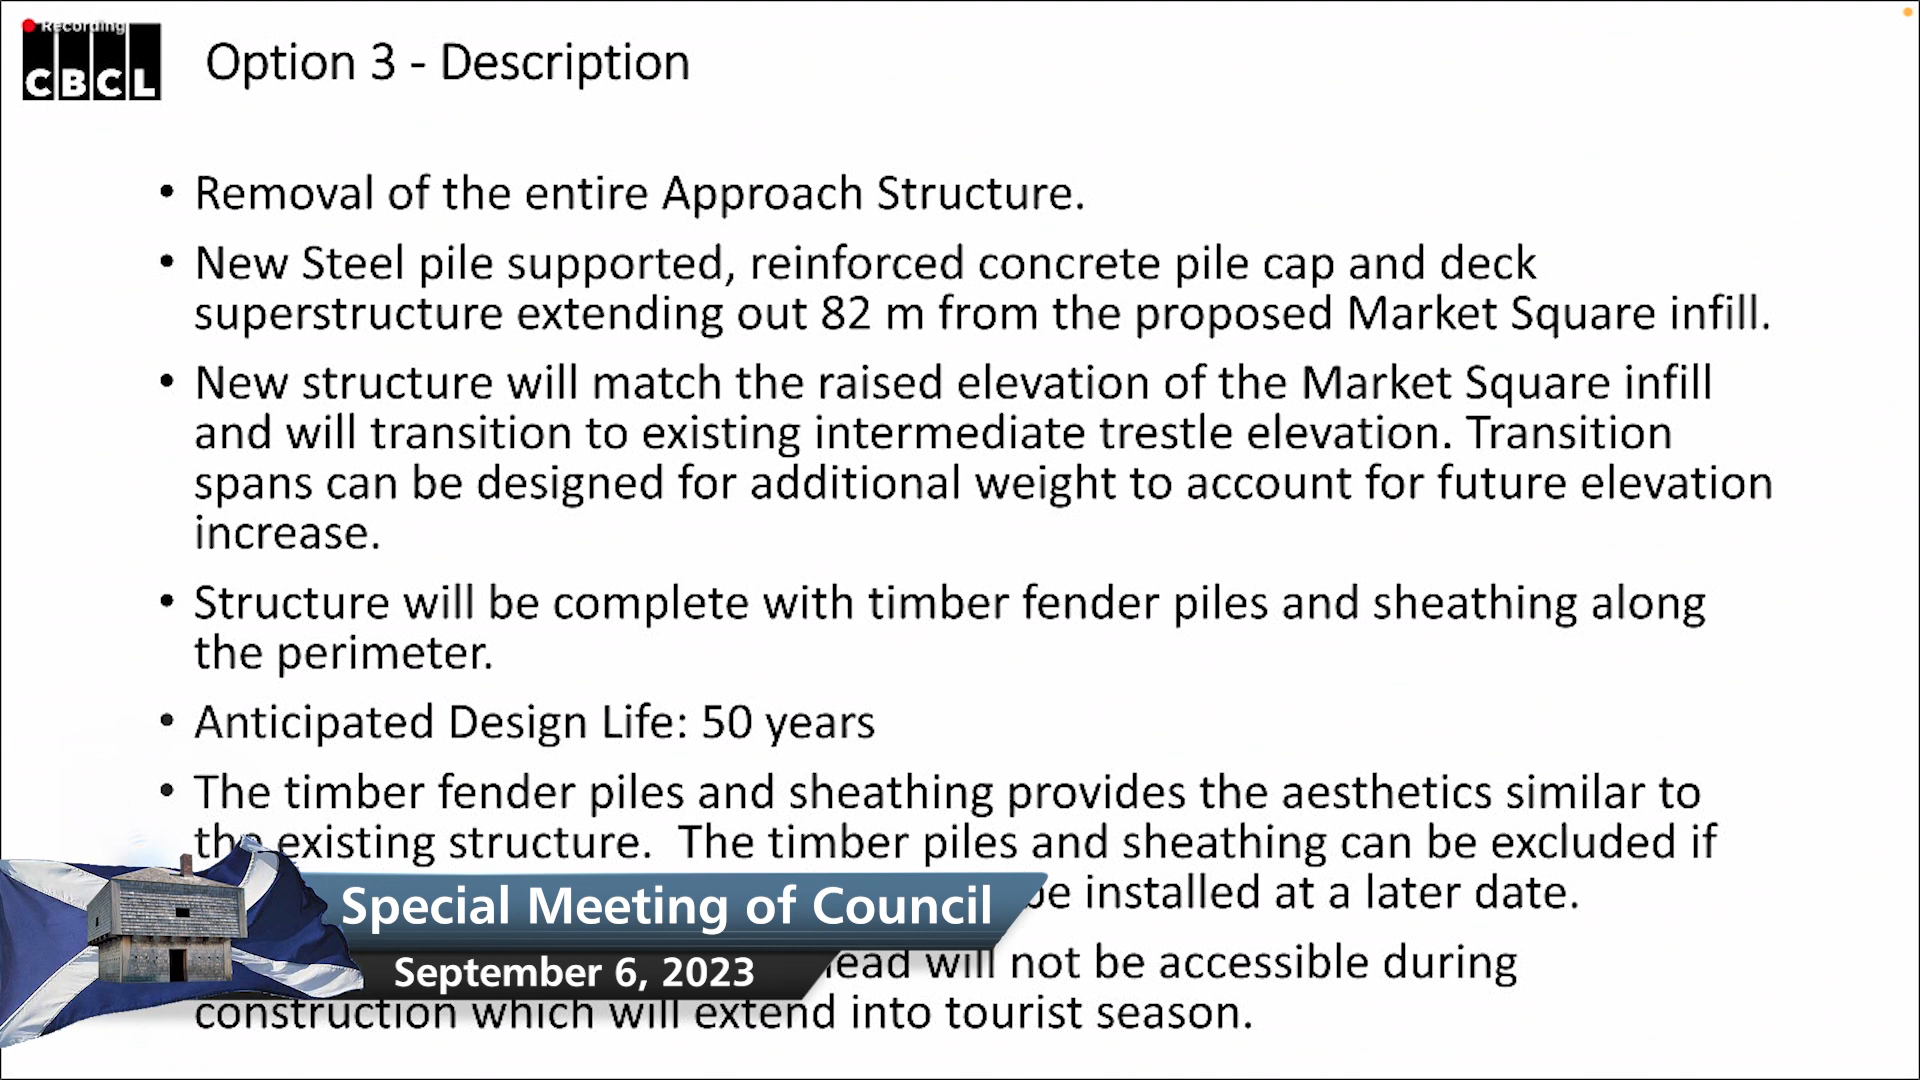 Recording
CBCL
Option 3 - Description
• Removal of the entire Approach Structure.
• New Steel pile supported, reinforced concrete pile cap and deck
superstructure extending out 82 m from the proposed Market Square infill.
• New structure will match the raised elevation of the Market Square infill
and will transition to existing intermediate trestle elevation. Transition
spans can be designed for additional weight to account for future elevation
increase.
• Structure will be complete with timber fender piles and sheathing along
the perimeter.
• Anticipated Design Life: 50 years
• The timber fender piles and sheathing provides the aesthetics similar to
the existing structure.  The timber piles and sheathing can be excluded if
be installed at a later date.
will not be accessible during
construction which will extend into tourist season.
Special Meeting of Council
September 6, 2023